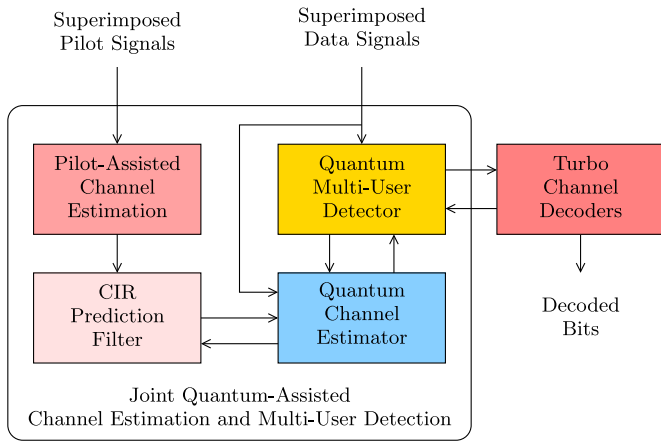 Superimposed
Pilot Signals
Superimposed
Data Signals
Pilot-Assisted
Channel
Estimation
Quantum
Multi-User
Detector
Turbo
Channel
Decoders
CIR
Prediction
Filter
Quantum
Channel
Estimator
Decoded
Bits
Joint Quantum-Assisted
Channel Estimation and Multi-User Detection